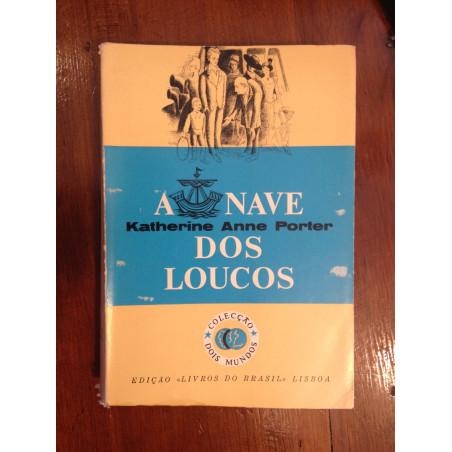 A NAVE
Katherine Anne Porter
DOS
LOUCOS
COLECÇÃO
DOIS MUNDOS
EDIÇÃO «LIVROS DO BRASIL» LISBOA